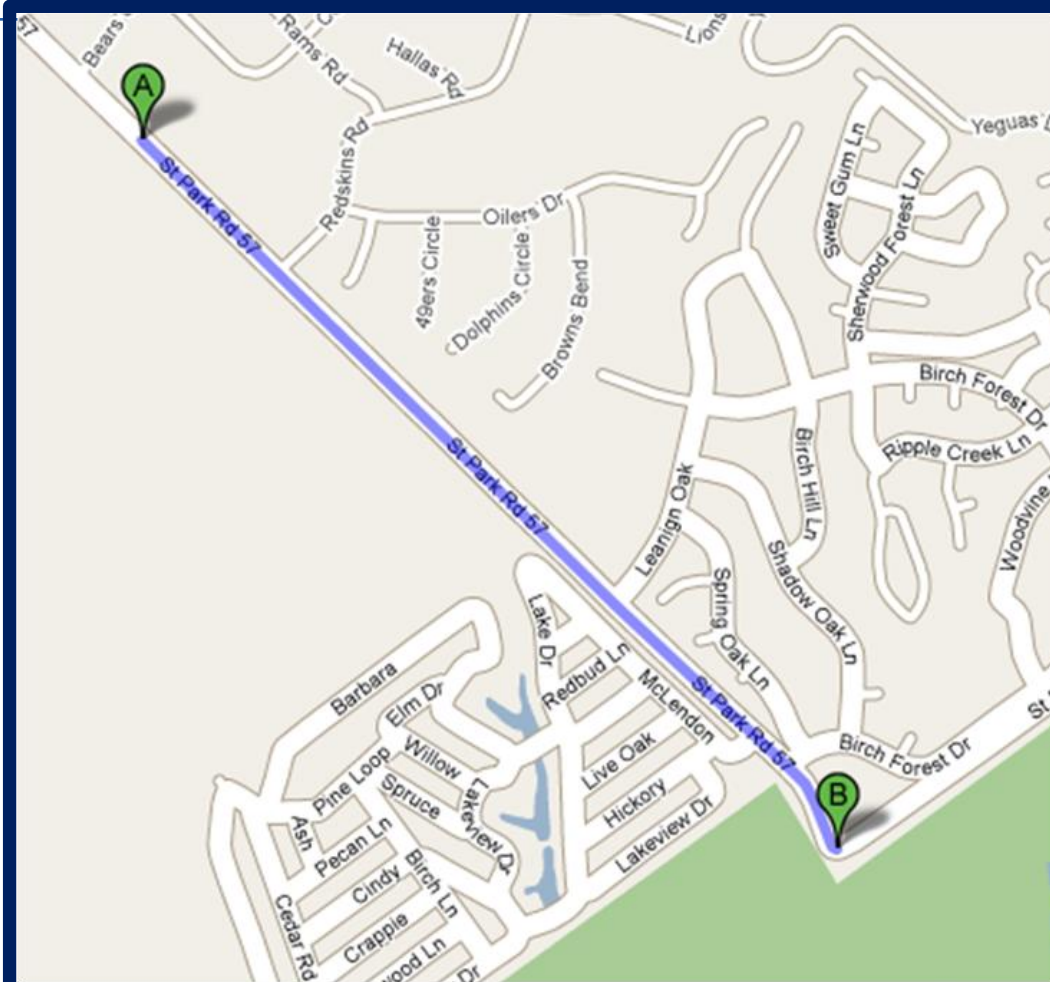 57
Bears
Rams Rd
Hallas Rd
Lions
Yeguas
A
St Park Rd 57
Redskins Rd
Oilers Dr
49ers Circle
Dolphins Circle
Browns Bend
Sweet Gum Ln
Sherwood Forest Ln
Birch Forest Dr
Ripple Creek Ln
Birch Hill Ln
Woodvine
St Park Rd 57
Leanign Oak
Shadow Oak Ln
Spring Oak Ln
Lake Dr
Redbud Ln
McLendon
St Park Rd 57
St
Barbara
Elm Dr
Birch Forest Dr
Willow
Live Oak
B
Pine Loop
Spruce
Lakeview Dr
Hickory
Ash
Pecan Ln
Lakeview Dr
Cindy
Birch Ln
Cedar Rd
Crappie
wood Ln
Dr